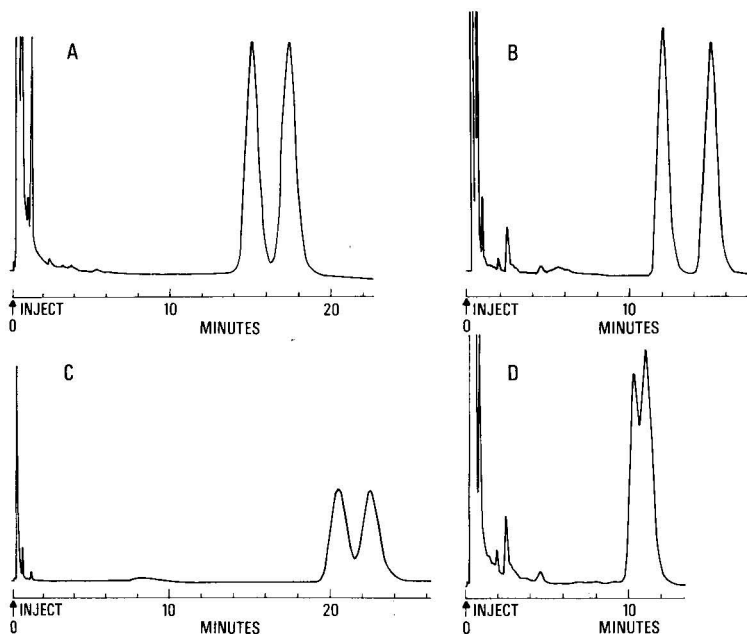 A
0 10 20
INJECT
MINUTES
B
0 10
INJECT
MINUTES
C
0 10 20
INJECT
MINUTES
D
0 10
INJECT
MINUTES